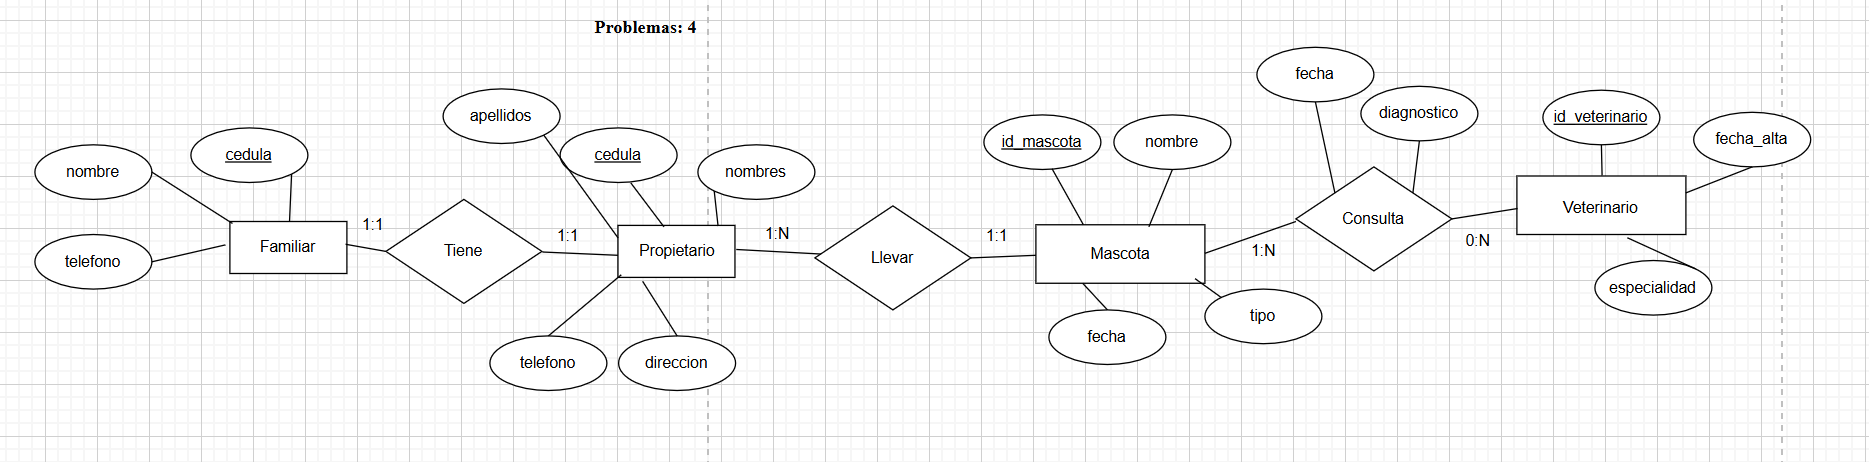 Problemas: 4
nombre
cedula
telefono
Familiar
1:1
Tiene
1:1
apellidos
cedula
nombres
Propietario
telefono
direccion
1:N
Llevar
1:1
id_mascota
nombre
Mascota
fecha
tipo
1:N
fecha
diagnostico
Consulta
0:N
id_veterinario
fecha_alta
Veterinario
especialidad